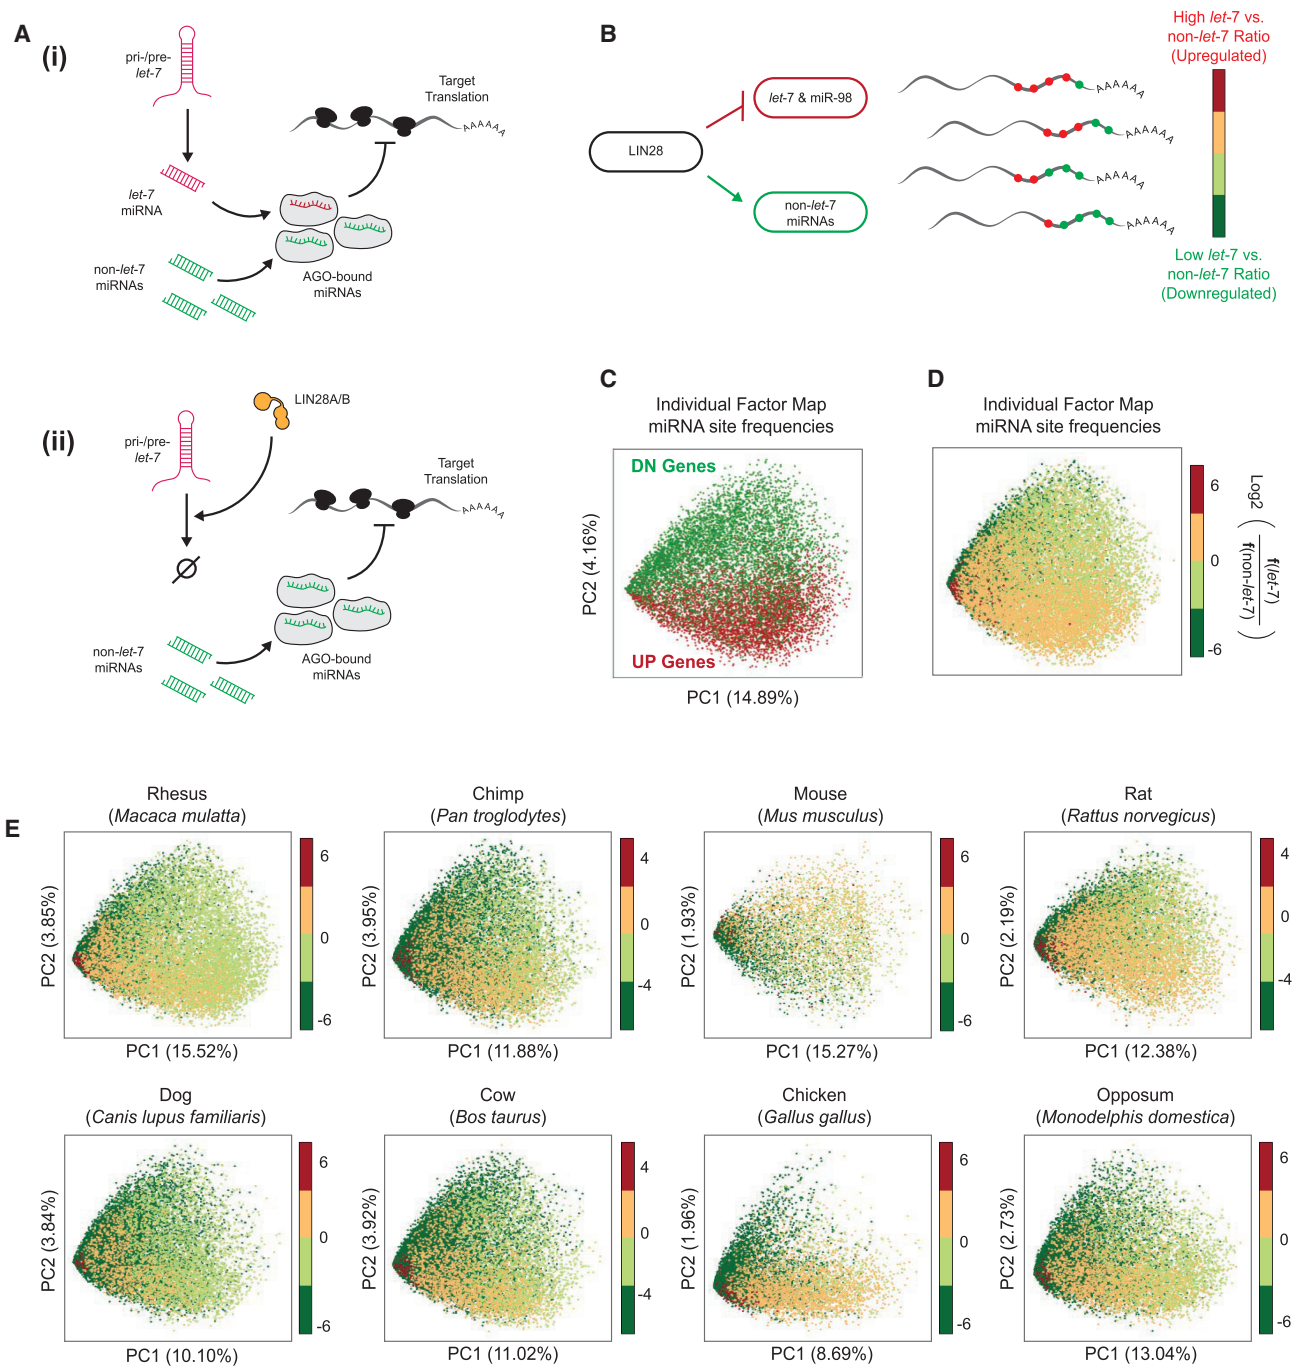 A
(i)
pri-/pre-
let-7
let-7
miRNA
non-let-7
miRNAs
Target
Translation
AAAAAA
AGO-bound
miRNAs
(ii)
LIN28A/B
pri-/pre-
let-7
non-let-7
miRNAs
Target
Translation
AAAAAA
AGO-bound
miRNAs
B
LIN28
let-7 & miR-98
non-let-7
miRNAs
AAAAAA
AAAAAA
AAAAAA
AAAAAA
High let-7 vs.
non-let-7 Ratio
(Upregulated)
Low let-7 vs.
non-let-7 Ratio
(Downregulated)
C
Individual Factor Map
miRNA site frequencies
DN Genes
UP Genes
PC2 (4.16%)
PC1 (14.89%)
D
Individual Factor Map
miRNA site frequencies
6
0
-6
Log2 ( f(let-7)
f(non-let-7) )
E
Rhesus
(Macaca mulatta)
PC2 (3.85%)
PC1 (15.52%)
6
0
-6
Chimp
(Pan troglodytes)
PC2 (3.95%)
PC1 (11.88%)
4
0
-4
Mouse
(Mus musculus)
PC2 (1.93%)
PC1 (15.27%)
6
0
-6
Rat
(Rattus norvegicus)
PC2 (2.19%)
PC1 (12.38%)
4
0
-4
Dog
(Canis lupus familiaris)
PC2 (3.84%)
PC1 (10.10%)
6
0
-6
Cow
(Bos taurus)
PC2 (3.92%)
PC1 (11.02%)
4
0
-4
Chicken
(Gallus gallus)
PC2 (1.96%)
PC1 (8.69%)
6
0
-6
Opposum
(Monodelphis domestica)
PC2 (2.73%)
PC1 (13.04%)
6
0
-6